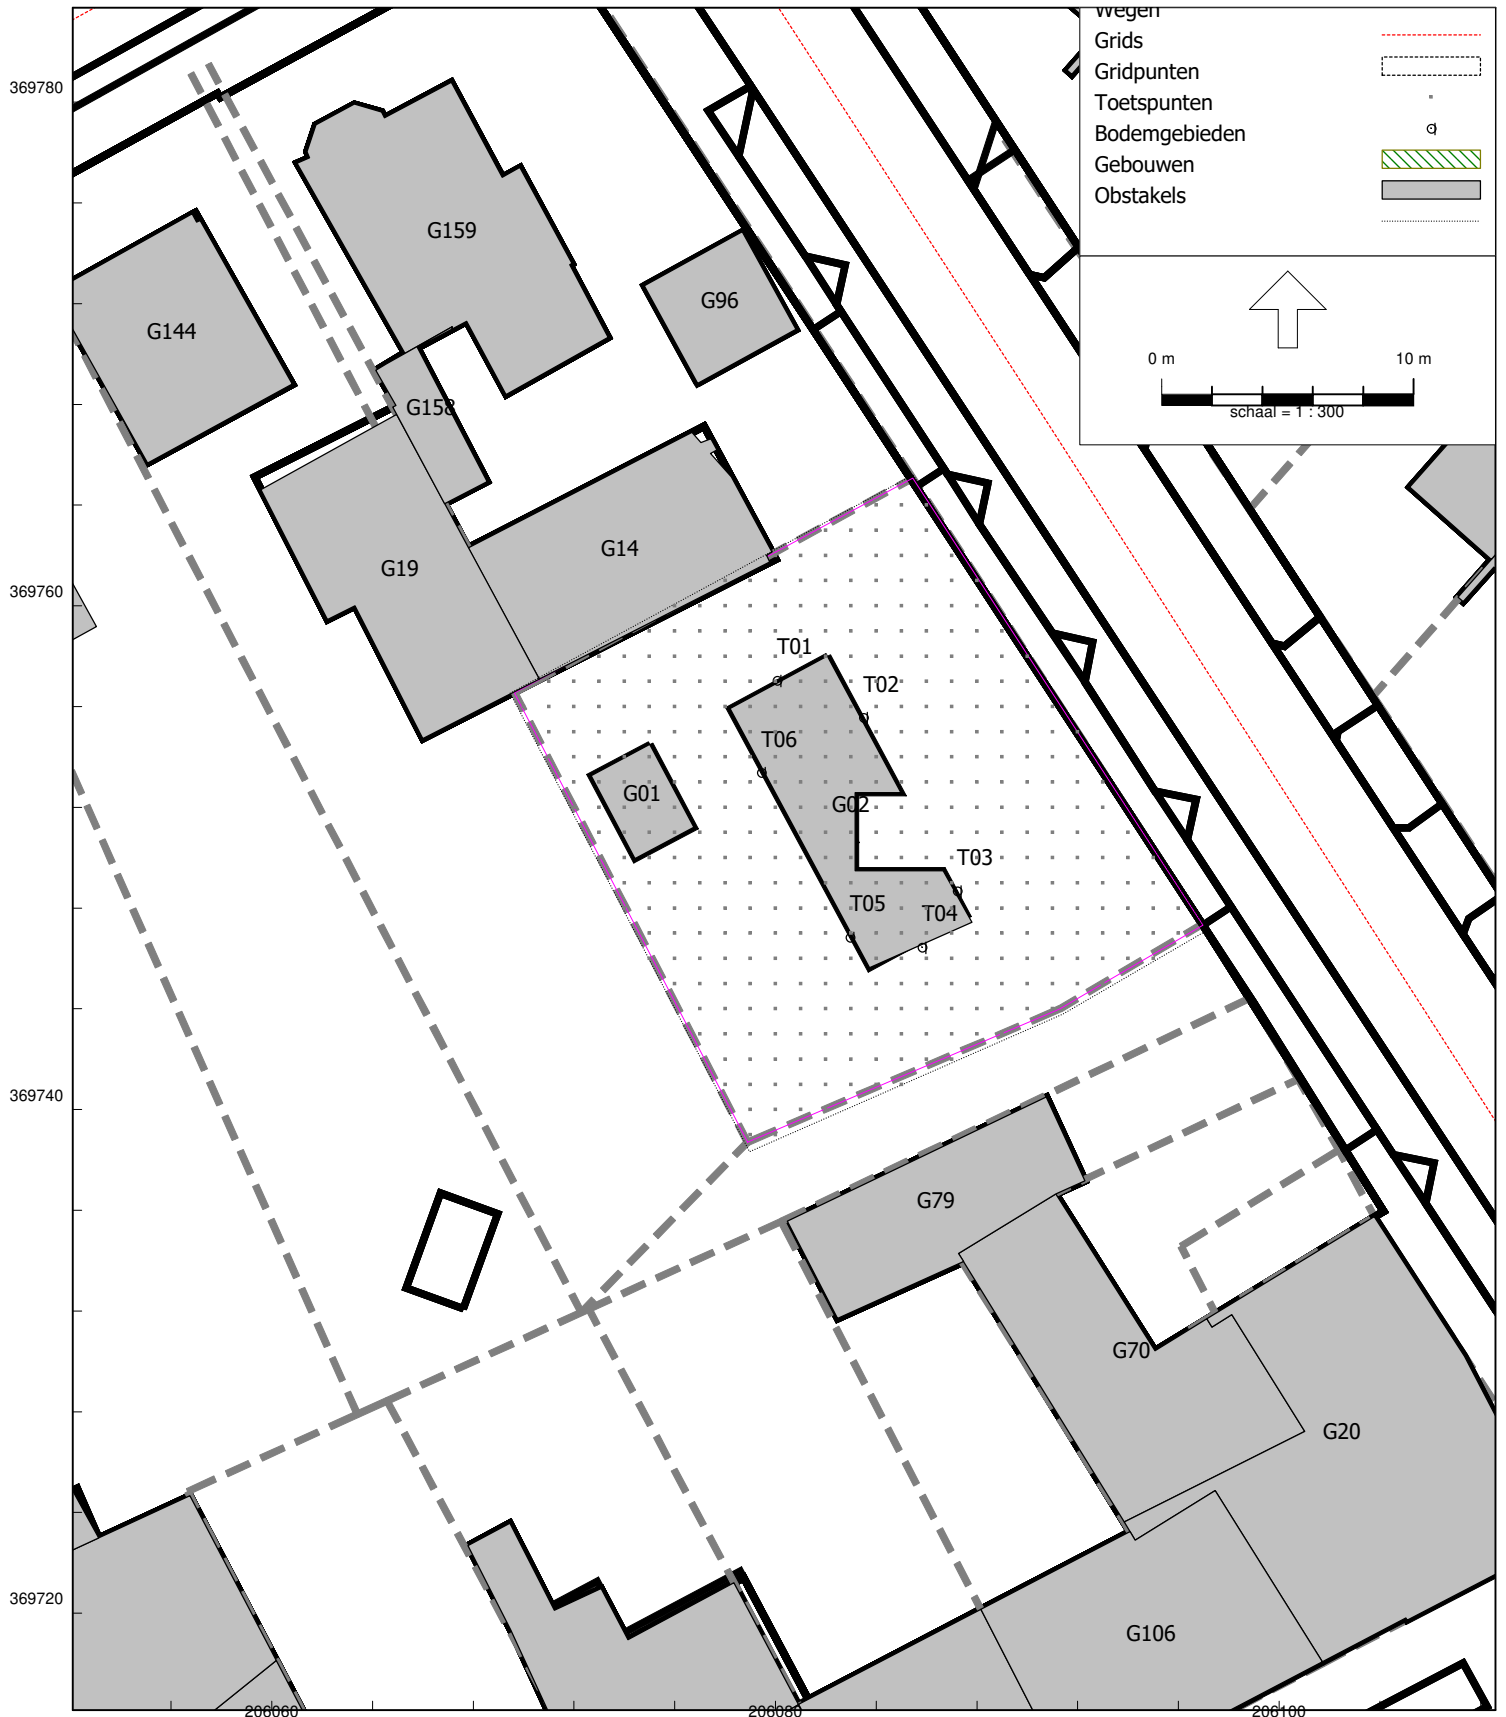 Wegen
Grids
Gridpunten
Toetspunten
Bodemgebieden
Gebouwen
Obstakels
0 m 10 m
schaal = 1 : 300
369780
G159
G96
G144
G158
G14
G19
369760
T01
T02
T06
G01
G02
T03
T05
T04
369740
G79
G70
G20
369720
G106
206060 206080 206100